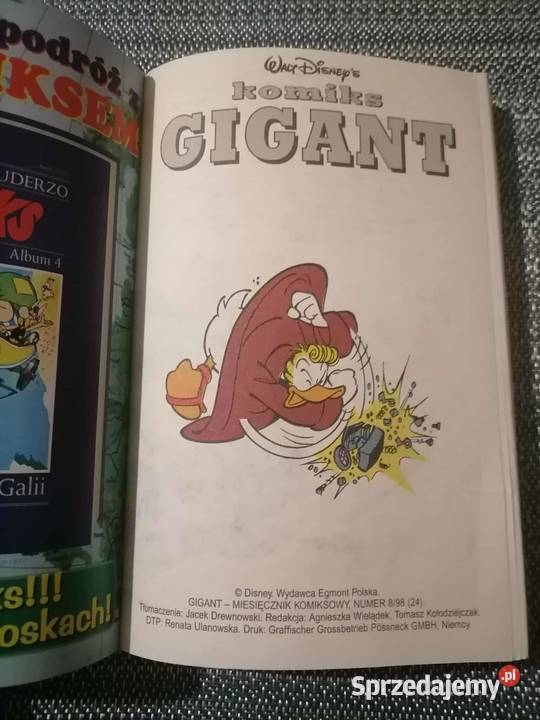 podróż z
IKSEM
UDERZO
KS
Album 4
Galii
ks!!!
oskach!
WALT DISNEY'S
komiks
GIGANT
© Disney. Wydawca Egmont Polska.
GIGANT – MIESIĘCZNIK KOMIKSOWY, NUMER 8/98 (24).
Tłumaczenie: Jacek Drewnowski. Redakcja: Agnieszka Wielądek, Tomasz Kołodziejczak.
DTP: Renata Ulanowska. Druk: Graffischer Grossbetrieb Pössneck GMBH, Niemcy.
Sprzedajemy.pl